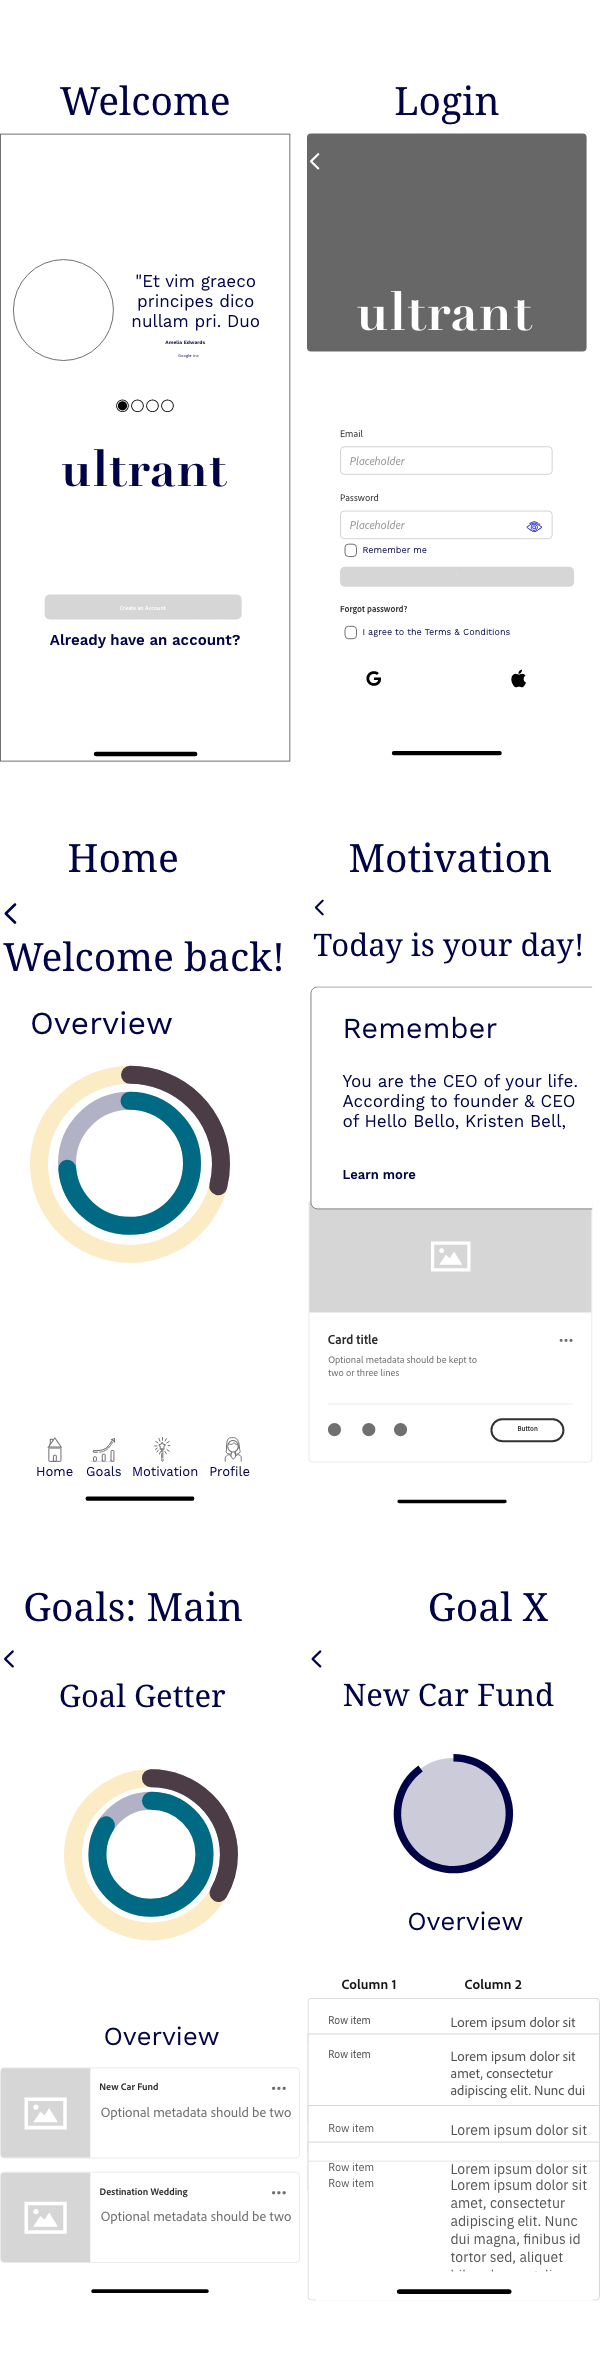 Welcome
"Et vim graeco
principes dico
nullam pri. Duo
Amelia Edwards
Google Inc
ultrant
Create an Account
Already have an account?
Login
ultrant
Email
Placeholder
Password
Placeholder
Remember me
Forgot password?
I agree to the Terms & Conditions
G
Home
Welcome back!
Overview
Home Goals Motivation Profile
Motivation
Today is your day!
Remember
You are the CEO of your life.
According to founder & CEO
of Hello Bello, Kristen Bell,
Learn more
Card title
Optional metadata should be kept to
two or three lines
Button
Goals: Main
Goal Getter
Overview
New Car Fund
Optional metadata should be two
Destination Wedding
Optional metadata should be two
Goal X
New Car Fund
Overview
Column 1 Column 2
Row item Lorem ipsum dolor sit
Row item Lorem ipsum dolor sit
amet, consectetur
adipiscing elit. Nunc dui
Row item Lorem ipsum dolor sit
Row item Lorem ipsum dolor sit
Row item Lorem ipsum dolor sit
amet, consectetur
adipiscing elit. Nunc
dui magna, finibus id
tortor sed, aliquet